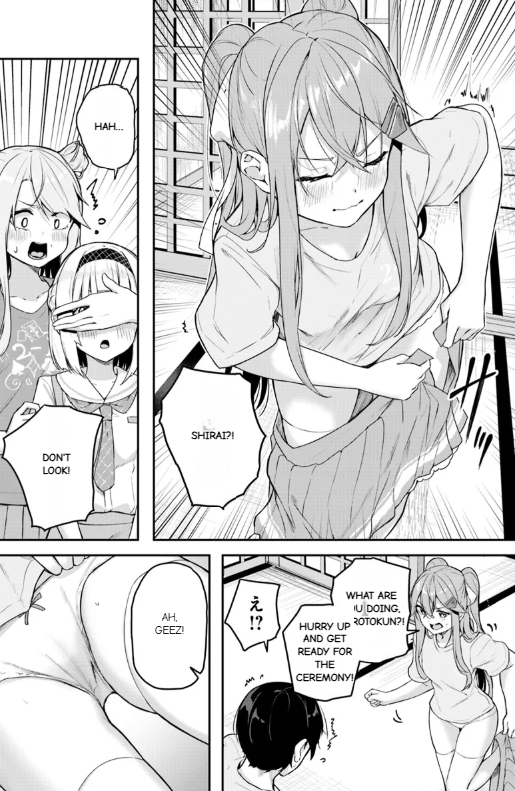 SHIRAI?!
HAH...
DON'T
LOOK!
WHAT ARE
DOING,
HURRY UP
AND GET
READY FOR
THE
CEREMONY!
え!?
AH,
GEEZ!